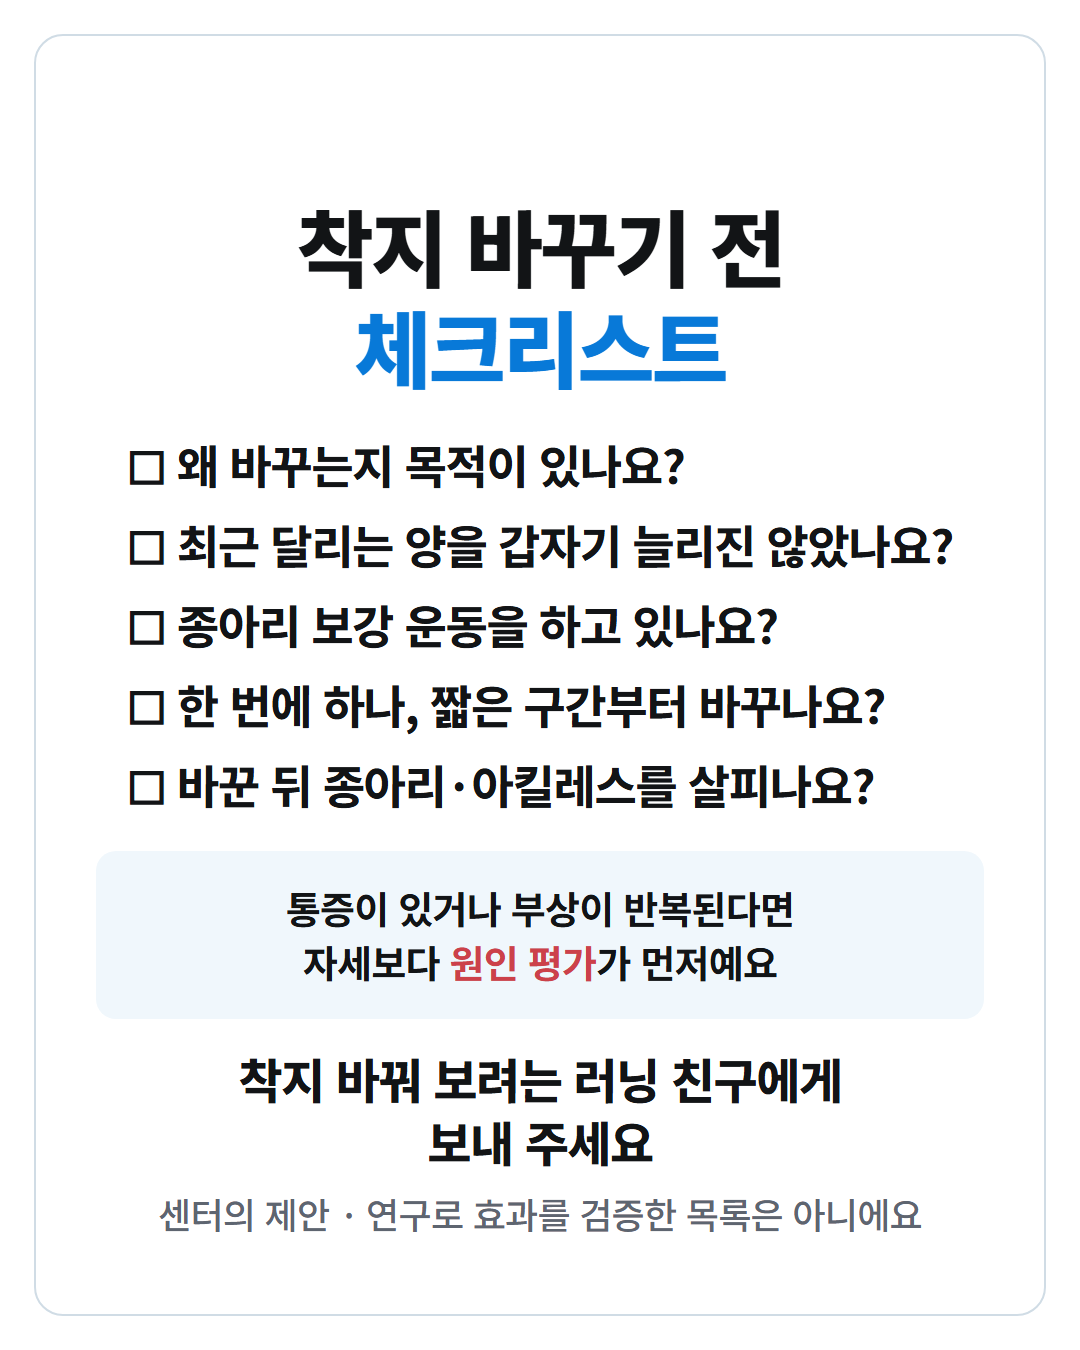 착지 바꾸기 전
체크리스트
☐ 왜 바꾸는지 목적이 있나요?
☐ 최근 달리는 양을 갑자기 늘리진 않았나요?
☐ 종아리 보강 운동을 하고 있나요?
☐ 한 번에 하나, 짧은 구간부터 바꾸나요?
☐ 바꾼 뒤 종아리·아킬레스를 살피나요?
통증이 있거나 부상이 반복된다면
자세보다 원인 평가가 먼저예요
착지 바꿔 보려는 러닝 친구에게
보내 주세요
센터의 제안 · 연구로 효과를 검증한 목록은 아니에요